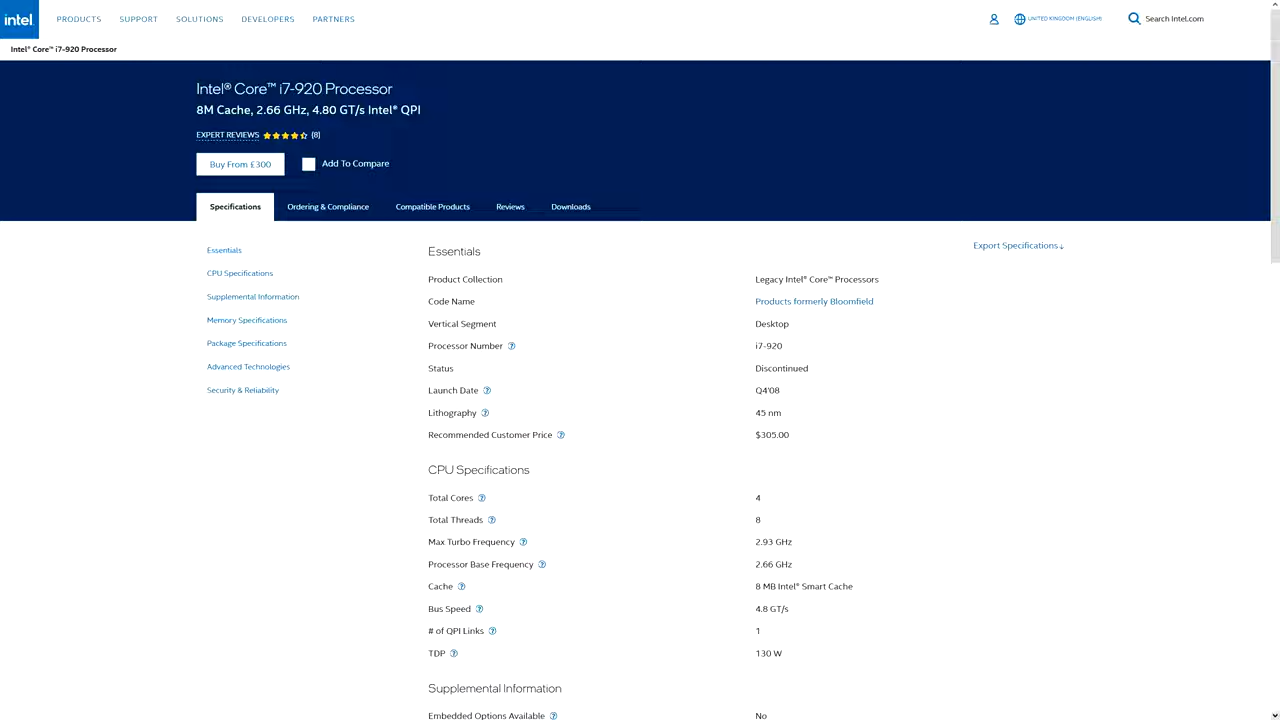 intel
PRODUCTS SUPPORT SOLUTIONS DEVELOPERS PARTNERS
UNITED KINGDOM (ENGLISH)
Search Intel.com
Intel® Core™ i7-920 Processor
Intel® Core™ i7-920 Processor
8M Cache, 2.66 GHz, 4.80 GT/s Intel® QPI
EXPERT REVIEWS (8)
Buy From £300 Add To Compare
Specifications Ordering & Compliance Compatible Products Reviews Downloads
Essentials
CPU Specifications
Supplemental Information
Memory Specifications
Package Specifications
Advanced Technologies
Security & Reliability
Export Specifications↓
Essentials
Product Collection Legacy Intel® Core™ Processors
Code Name Products formerly Bloomfield
Vertical Segment Desktop
Processor Number ? i7-920
Status Discontinued
Launch Date ? Q4'08
Lithography ? 45 nm
Recommended Customer Price ? $305.00
CPU Specifications
Total Cores ? 4
Total Threads ? 8
Max Turbo Frequency ? 2.93 GHz
Processor Base Frequency ? 2.66 GHz
Cache ? 8 MB Intel® Smart Cache
Bus Speed ? 4.8 GT/s
# of QPI Links ? 1
TDP ? 130 W
Supplemental Information
Embedded Options Available ? No